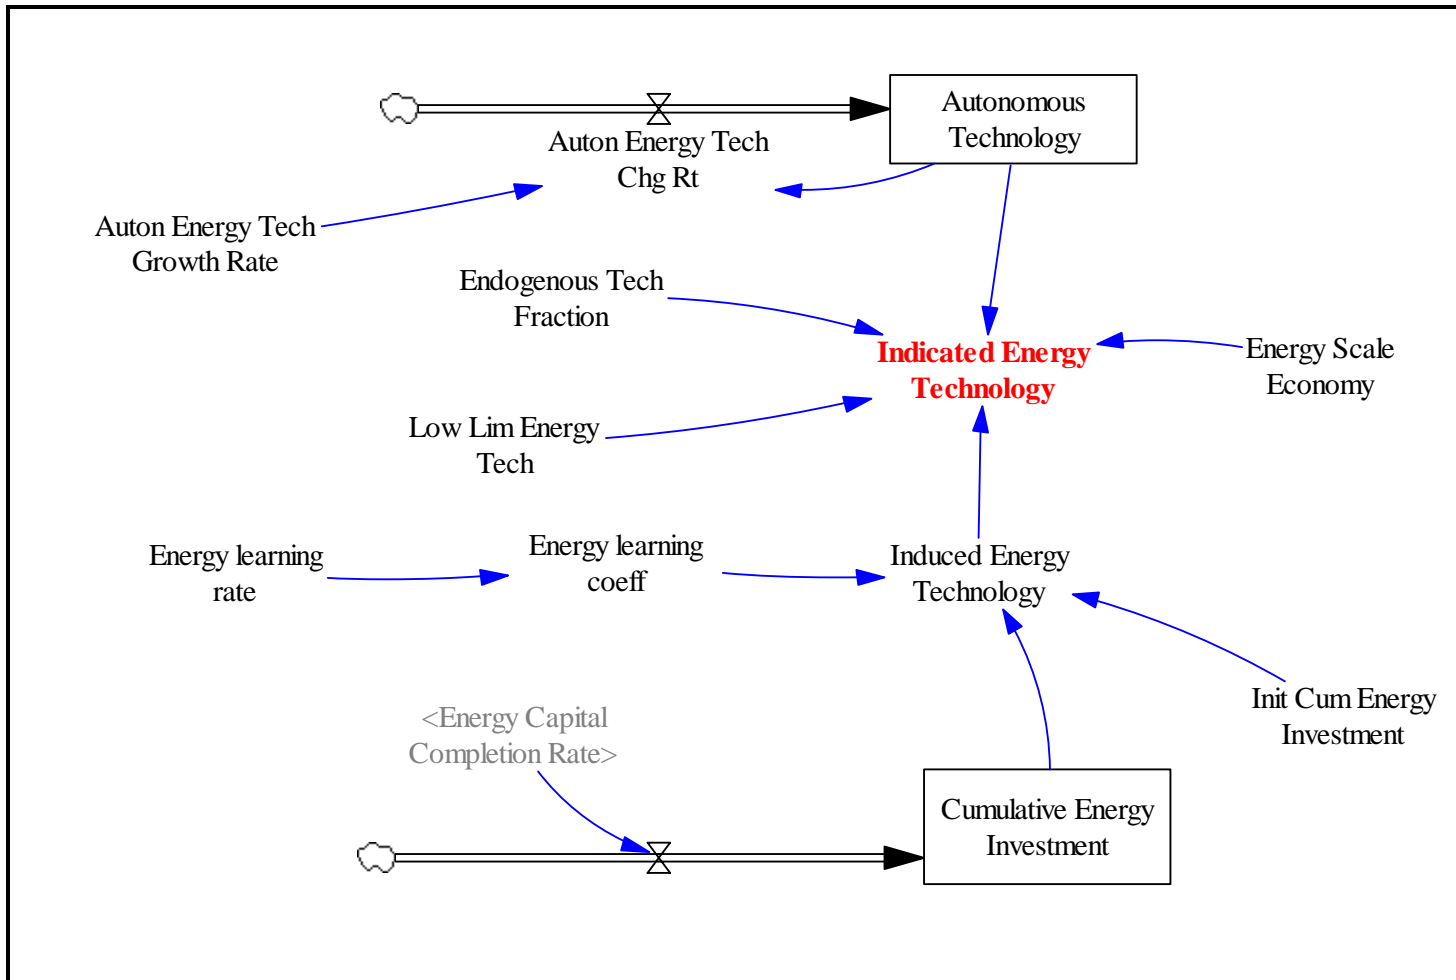 Autonomous
Technology
Auton Energy Tech
Chg Rt
Auton Energy Tech
Growth Rate
Endogenous Tech
Fraction
Indicated Energy
Technology
Energy Scale
Economy
Low Lim Energy
Tech
Energy learning
rate
Energy learning
coeff
Induced Energy
Technology
Init Cum Energy
Investment
<Energy Capital
Completion Rate>
Cumulative Energy
Investment